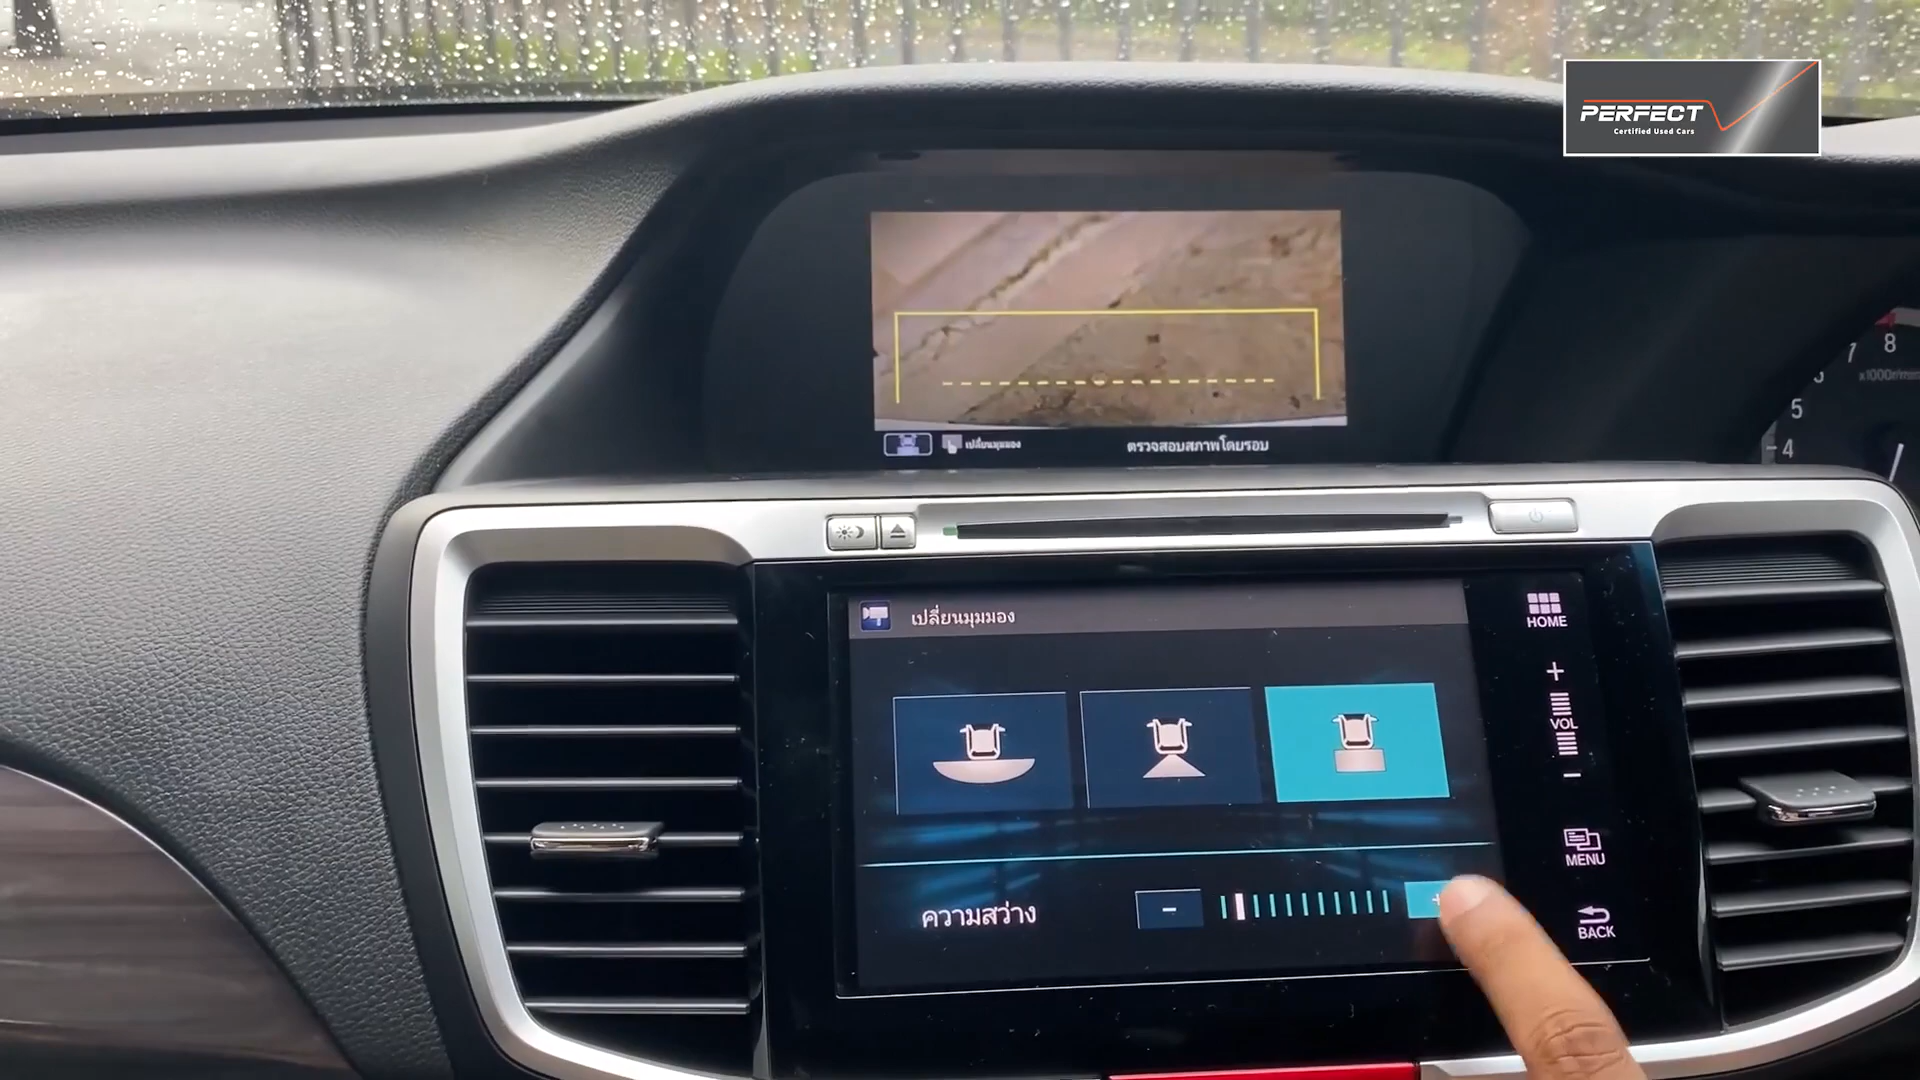 PERFECT
Certified Used Cars
8
7
x1000r/min
5
4
เปลี่ยนมุมมอง
ตรวจสอบสภาพโดยรอบ
เปลี่ยนมุมมอง
HOME
+
VOL
−
MENU
ความสว่าง
−
+
BACK